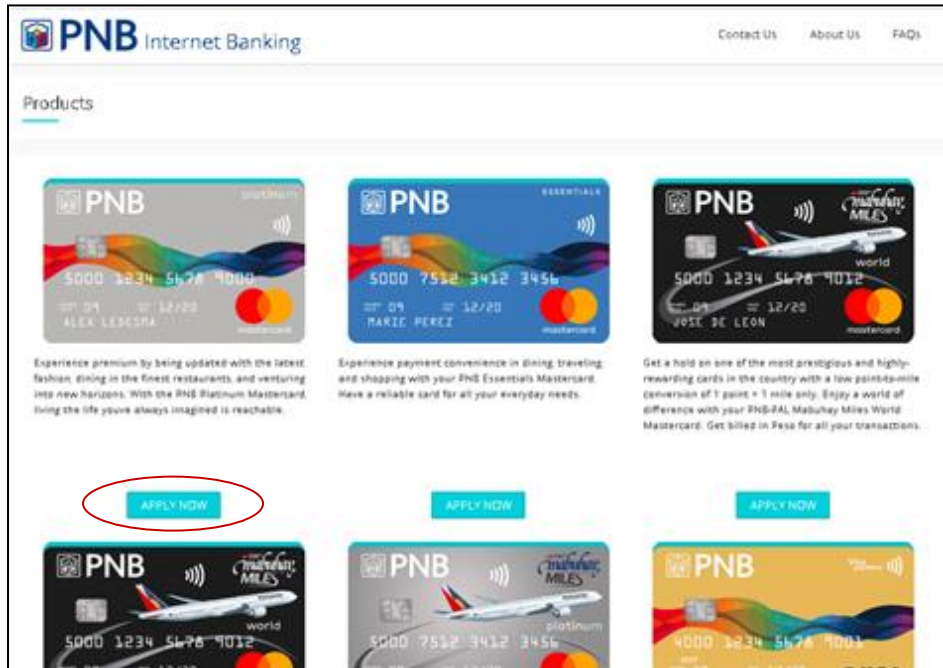 PNB Internet Banking
Contact Us About Us FAQs
Products
PNB platinum
5000 1234 5678 9000
09 12/20
ALEX LEDESMA
mastercard
PNB ESSENTIALS
5000 7512 3412 3456
09 12/20
MARIE PEREZ
mastercard
PNB mabuhay MILES
world
5000 1234 5678 9012
09 12/20
JOSE DE LEON
mastercard
Experience premium by being updated with the latest
fashion, dining in the finest restaurants, and venturing
into new horizons. With the PNB Platinum Mastercard
living the life youve always imagined is reachable.
Experience payment convenience in dining, traveling
and shopping with your PNB Essentials Mastercard.
Have a reliable card for all your everyday needs.
Get a hold on one of the most prestigious and highly-
rewarding cards in the country with a low point-to-mile
conversion of 1 point = 1 mile only. Enjoy a world of
difference with your PNB-PAL Mabuhay Miles World
Mastercard. Get billed in Peso for all your transactions.
APPLY NOW
APPLY NOW
APPLY NOW
PNB mabuhay MILES
world
5000 1234 5678 9012
PNB mabuhay MILES
platinum
5000 7512 3412 3456
PNB
4000 1234 5678 9001